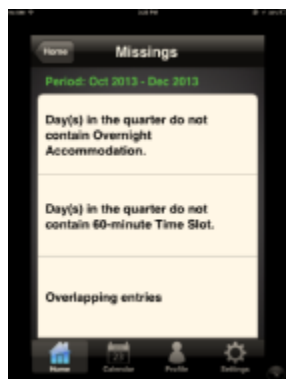 Home
Missings
Period: Oct 2013 - Dec 2013
Day(s) in the quarter do not
contain Overnight
Accommodation.
Day(s) in the quarter do not
contain 60-minute Time Slot.
Overlapping entries
23
Home
Calendar
Profile
Settings